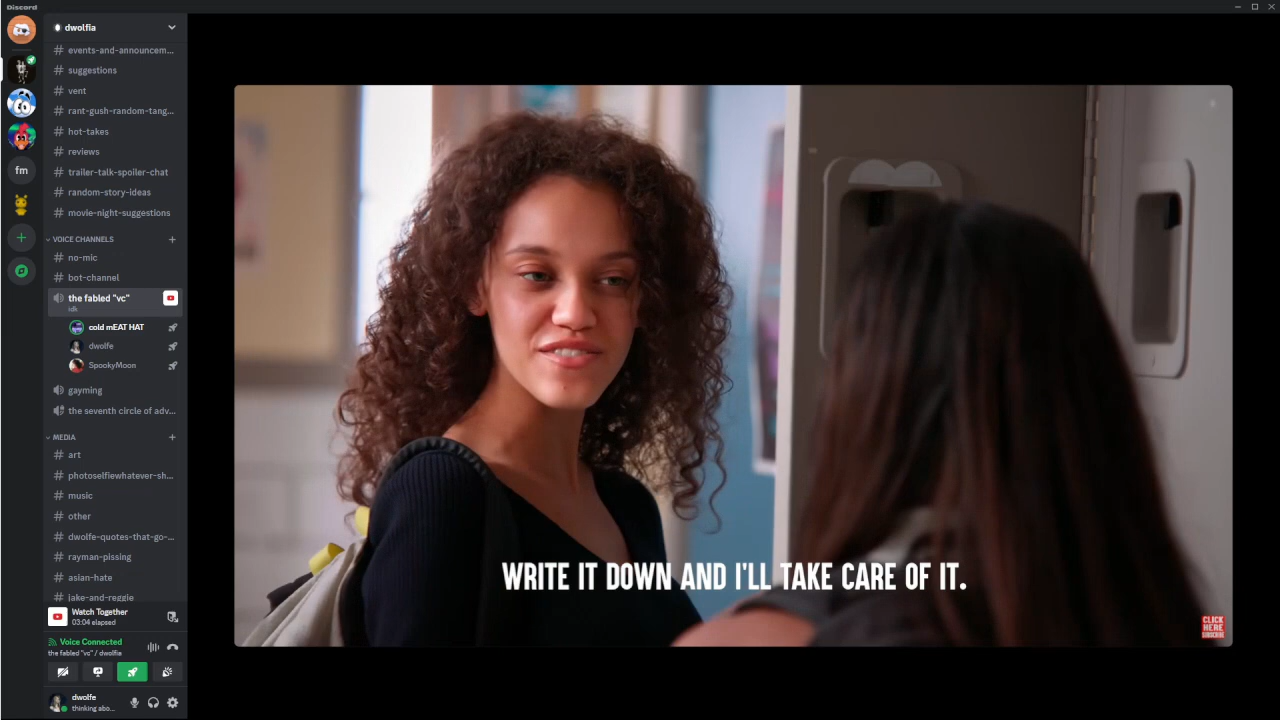 Discord
dwolfia
events-and-announcem...
suggestions
vent
rant-gush-random-tang...
hot-takes
reviews
trailer-talk-spoiler-chat
random-story-ideas
movie-night-suggestions
VOICE CHANNELS
no-mic
bot-channel
the fabled "vc"
idk
cold mEAT HAT
dwolfe
SpookyMoon
gayming
the seventh circle of adv...
MEDIA
art
photoselfiewhatever-sh...
music
other
dwolfe-quotes-that-go-...
rayman-pissing
asian-hate
jake-and-reggie
Watch Together
03:04 elapsed
Voice Connected
the fabled "vc" / dwolfia
dwolfe
thinking abo...
fm
WRITE IT DOWN AND I'LL TAKE CARE OF IT.
CLICK
HERE
SUBSCRIBE